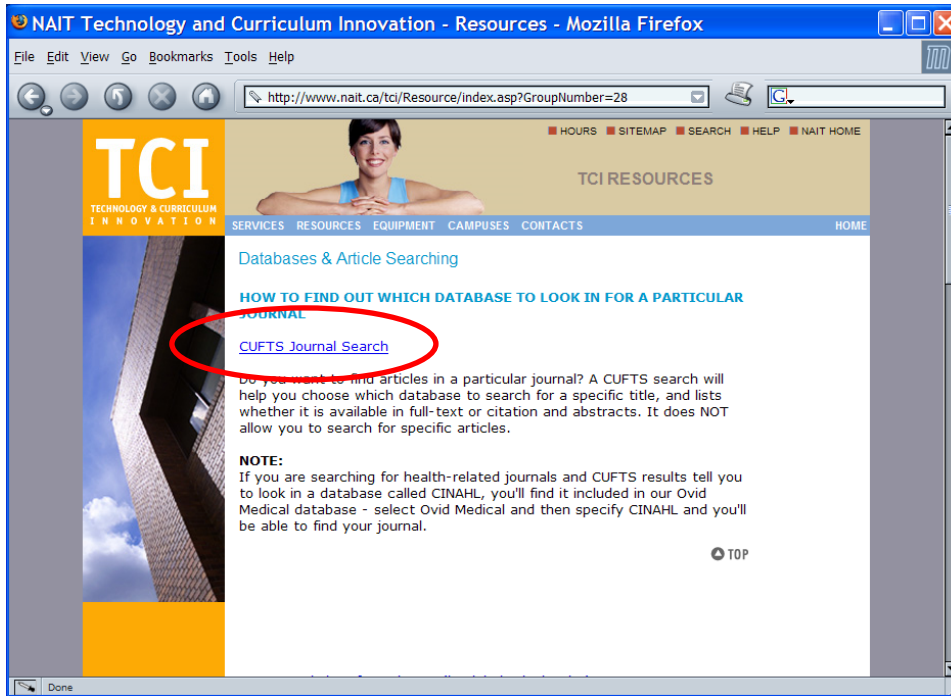 NAIT Technology and Curriculum Innovation - Resources - Mozilla Firefox
File Edit View Go Bookmarks Tools Help
http://www.nait.ca/tci/Resource/index.asp?GroupNumber=28
G
TCI
TECHNOLOGY & CURRICULUM
INNOVATION
HOURS SITEMAP SEARCH HELP NAIT HOME
TCI RESOURCES
SERVICES RESOURCES EQUIPMENT CAMPUSES CONTACTS HOME
Databases & Article Searching
HOW TO FIND OUT WHICH DATABASE TO LOOK IN FOR A PARTICULAR
JOURNAL
CUFTS Journal Search
Do you want to find articles in a particular journal? A CUFTS search will
help you choose which database to search for a specific title, and lists
whether it is available in full-text or citation and abstracts. It does NOT
allow you to search for specific articles.
NOTE:
If you are searching for health-related journals and CUFTS results tell you
to look in a database called CINAHL, you'll find it included in our Ovid
Medical database - select Ovid Medical and then specify CINAHL and you'll
be able to find your journal.
TOP
Done